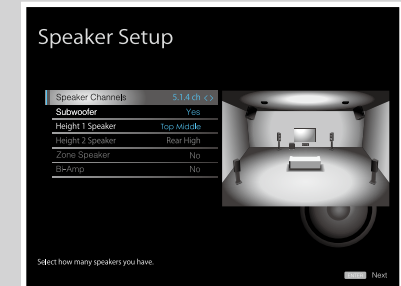 Speaker Setup
Speaker Channels 5.1.4 ch <>
Subwoofer Yes
Height 1 Speaker Top Middle
Height 2 Speaker Rear High
Zone Speaker No
Bi-Amp No
Select how many speakers you have.
ENTER Next